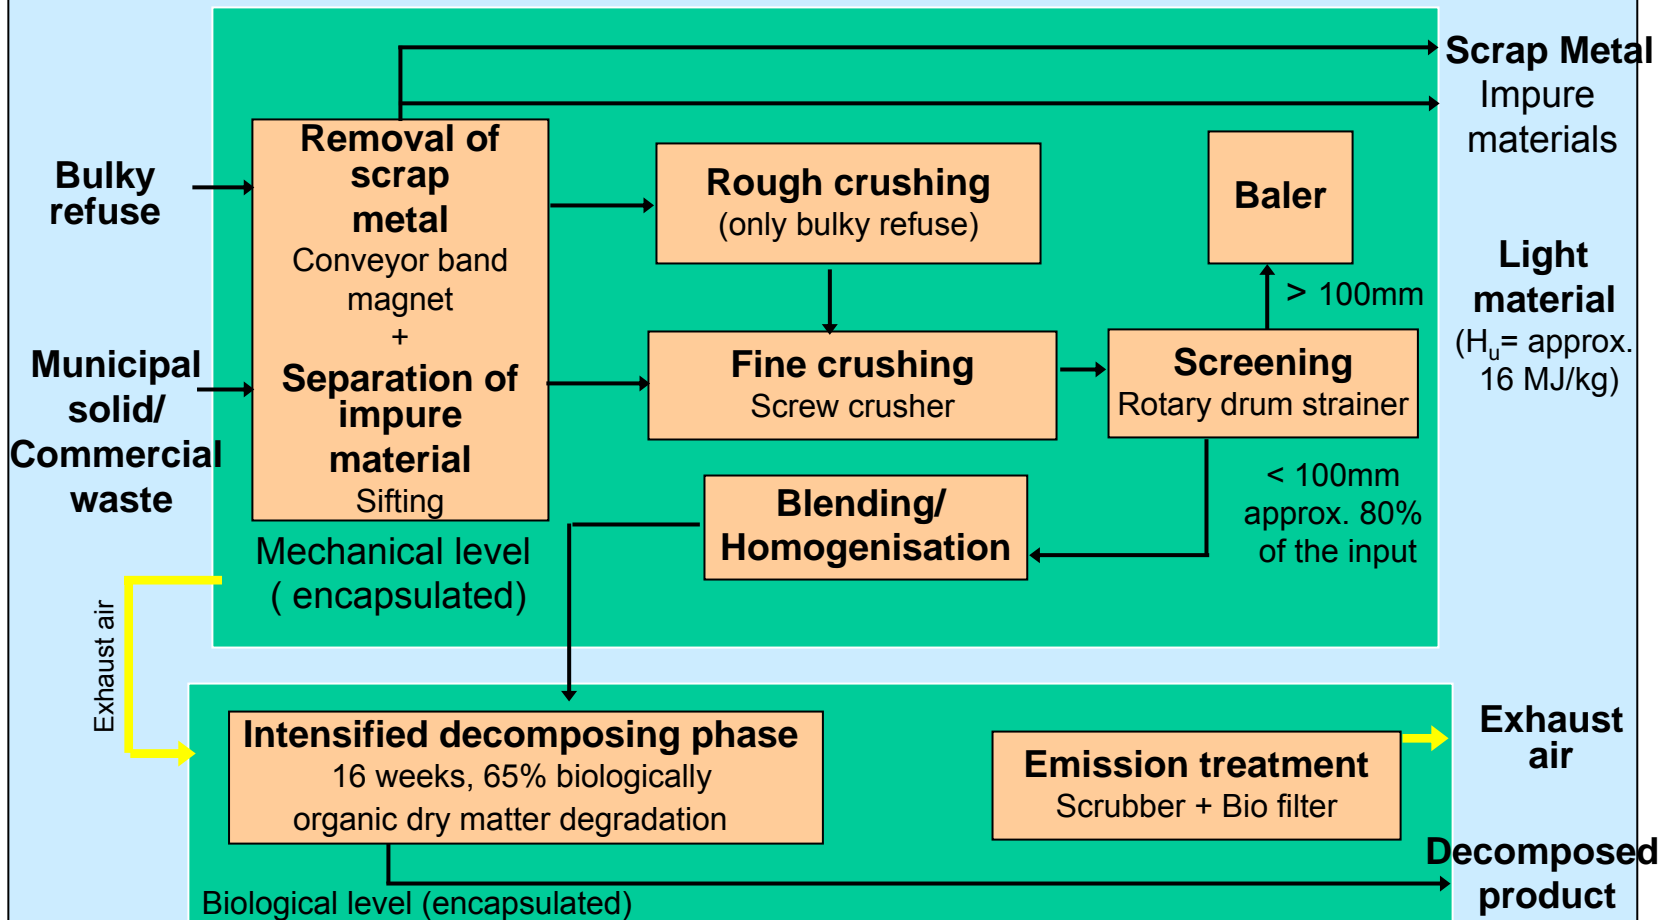 Scrap Metal
Impure
materials
Bulky
refuse
Removal of
scrap
metal
Conveyor band
magnet
+
Separation of
impure
material
Sifting
Rough crushing
(only bulky refuse)
Baler
> 100mm
Light
material
(Hu= approx.
16 MJ/kg)
Municipal
solid/
Commercial
waste
Fine crushing
Screw crusher
Screening
Rotary drum strainer
< 100mm
approx. 80%
of the input
Blending/
Homogenisation
Mechanical level
( encapsulated)
Exhaust air
Intensified decomposing phase
16 weeks, 65% biologically
organic dry matter degradation
Emission treatment
Scrubber + Bio filter
Exhaust
air
Decomposed
product
Biological level (encapsulated)